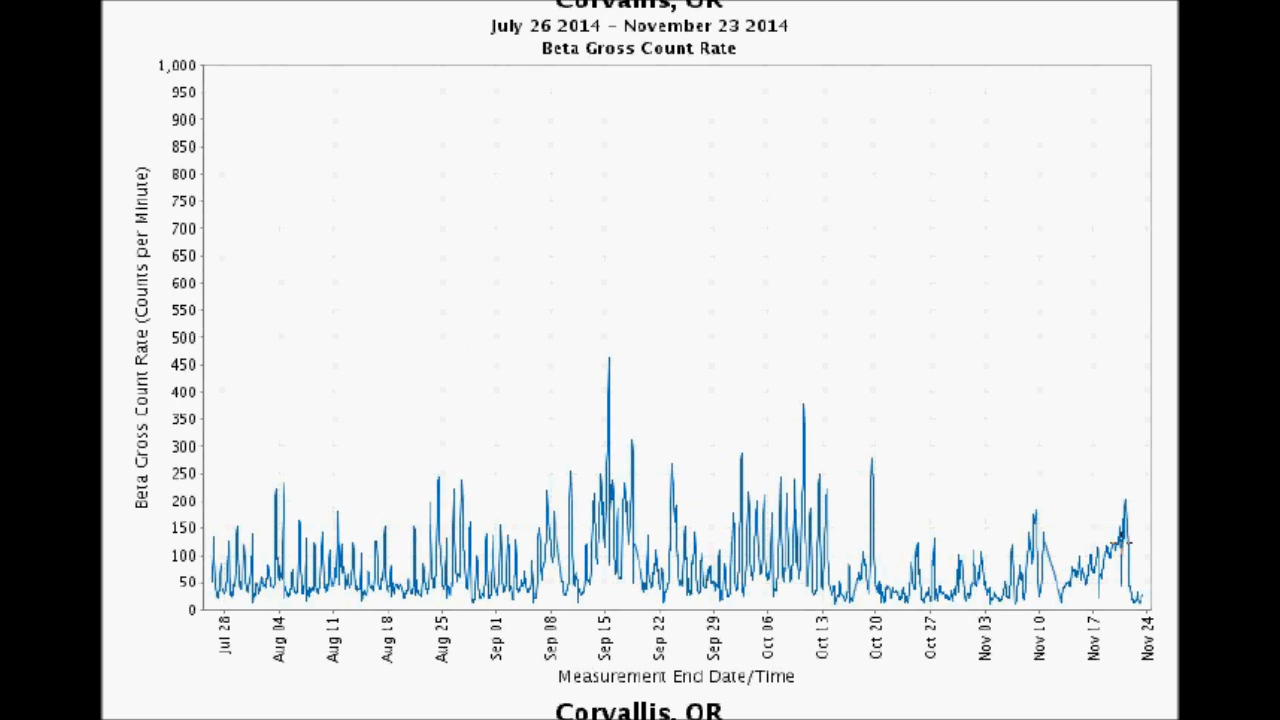 Corvallis, OR
July 26 2014 - November 23 2014
Beta Gross Count Rate
1,000
950
900
850
800
750
700
650
600
550
500
450
400
350
300
250
200
150
100
50
0
Beta Gross Count Rate (Counts per Minute)
Jul 28
Aug 04
Aug 11
Aug 18
Aug 25
Sep 01
Sep 08
Sep 15
Sep 22
Sep 29
Oct 06
Oct 13
Oct 20
Oct 27
Nov 03
Nov 10
Nov 17
Nov 24
Measurement End Date/Time
Corvallis, OR